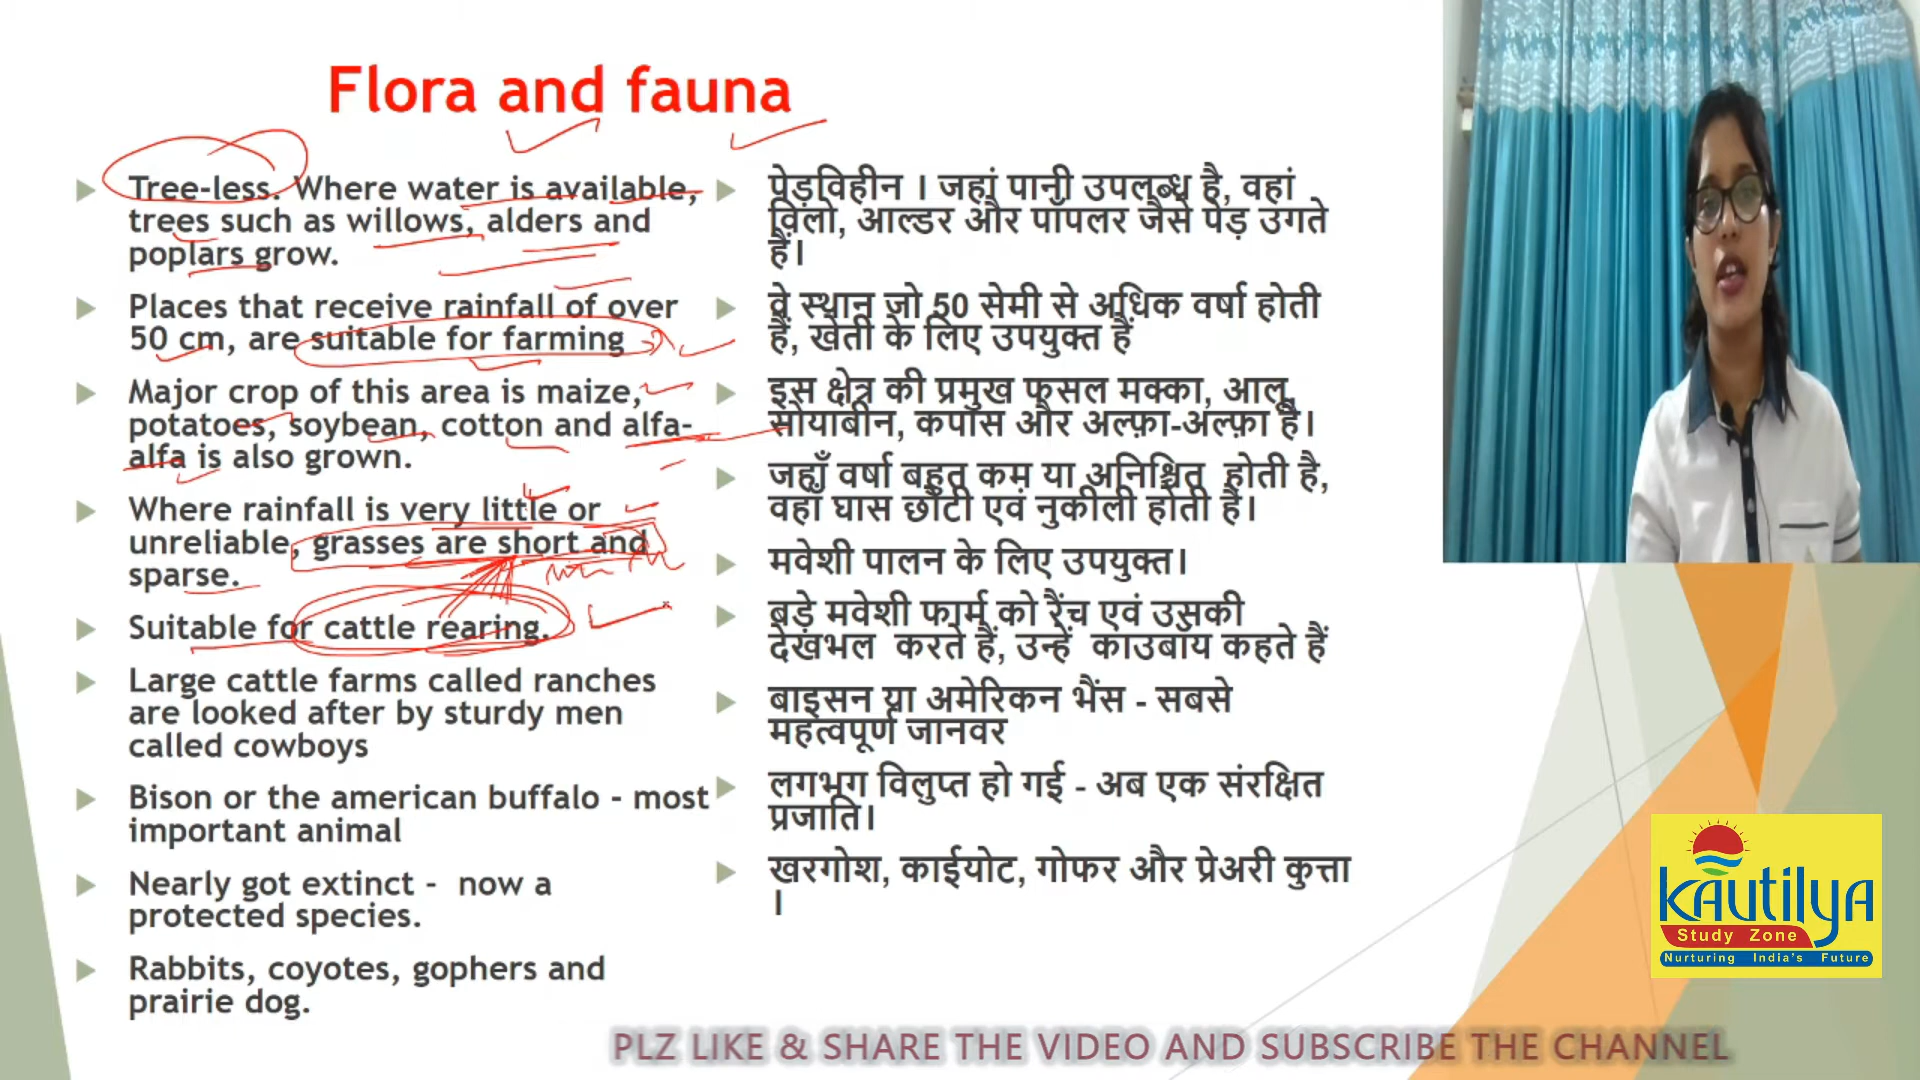 Flora and fauna
Tree-less. Where water is available,
trees such as willows, alders and
poplars grow.
Places that receive rainfall of over
50 cm, are suitable for farming
Major crop of this area is maize,
potatoes, soybean, cotton and alfa-
alfa is also grown.
Where rainfall is very little or
unreliable, grasses are short and
sparse.
Suitable for cattle rearing.
Large cattle farms called ranches
are looked after by sturdy men
called cowboys
Bison or the american buffalo - most
important animal
Nearly got extinct - now a
protected species.
Rabbits, coyotes, gophers and
prairie dog.
पेड़विहीन । जहां पानी उपलब्ध है, वहां
विलो, आल्डर और पॉपलर जैसे पेड़ उगते
हैं।
वे स्थान जो 50 सेमी से अधिक वर्षा होती
हैं, खेती के लिए उपयुक्त हैं
इस क्षेत्र की प्रमुख फसल मक्का, आलू,
सोयाबीन, कपास और अल्फ़ा-अल्फ़ा है।
जहाँ वर्षा बहुत कम या अनिश्चित होती है,
वहाँ घास छोटी एवं नुकीली होती है।
मवेशी पालन के लिए उपयुक्त।
बड़े मवेशी फार्म को रैंच एवं उसकी
देखभल करते हैं, उन्हें काउबॉय कहते हैं
बाइसन या अमेरिकन भैंस - सबसे
महत्वपूर्ण जानवर
लगभग विलुप्त हो गई - अब एक संरक्षित
प्रजाति।
खरगोश, काईयोट, गोफर और प्रेअरी कुत्ता
।
Kautilya
Study Zone
Nurturing India's Future
PLZ LIKE & SHARE THE VIDEO AND SUBSCRIBE THE CHANNEL